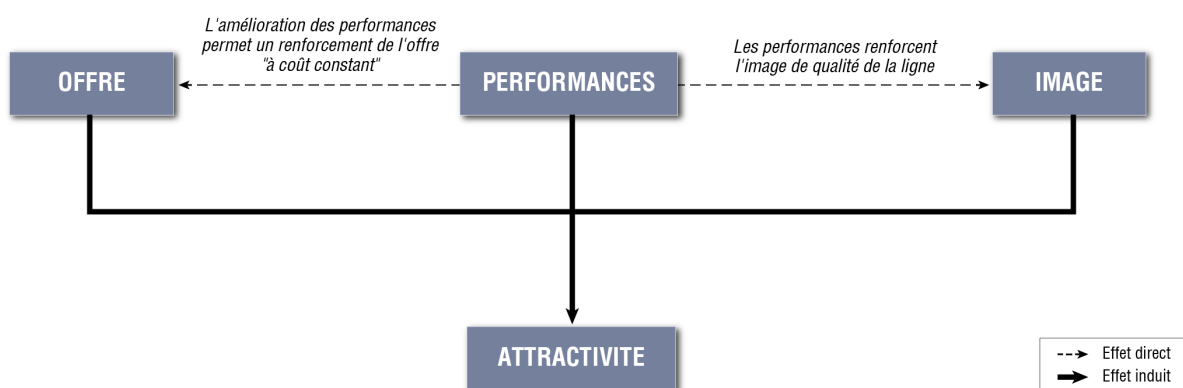 L'amélioration des performances
permet un renforcement de l'offre
"à coût constant"
Les performances renforcent
l'image de qualité de la ligne
OFFRE
PERFORMANCES
IMAGE
ATTRACTIVITE
Effet direct
Effet induit